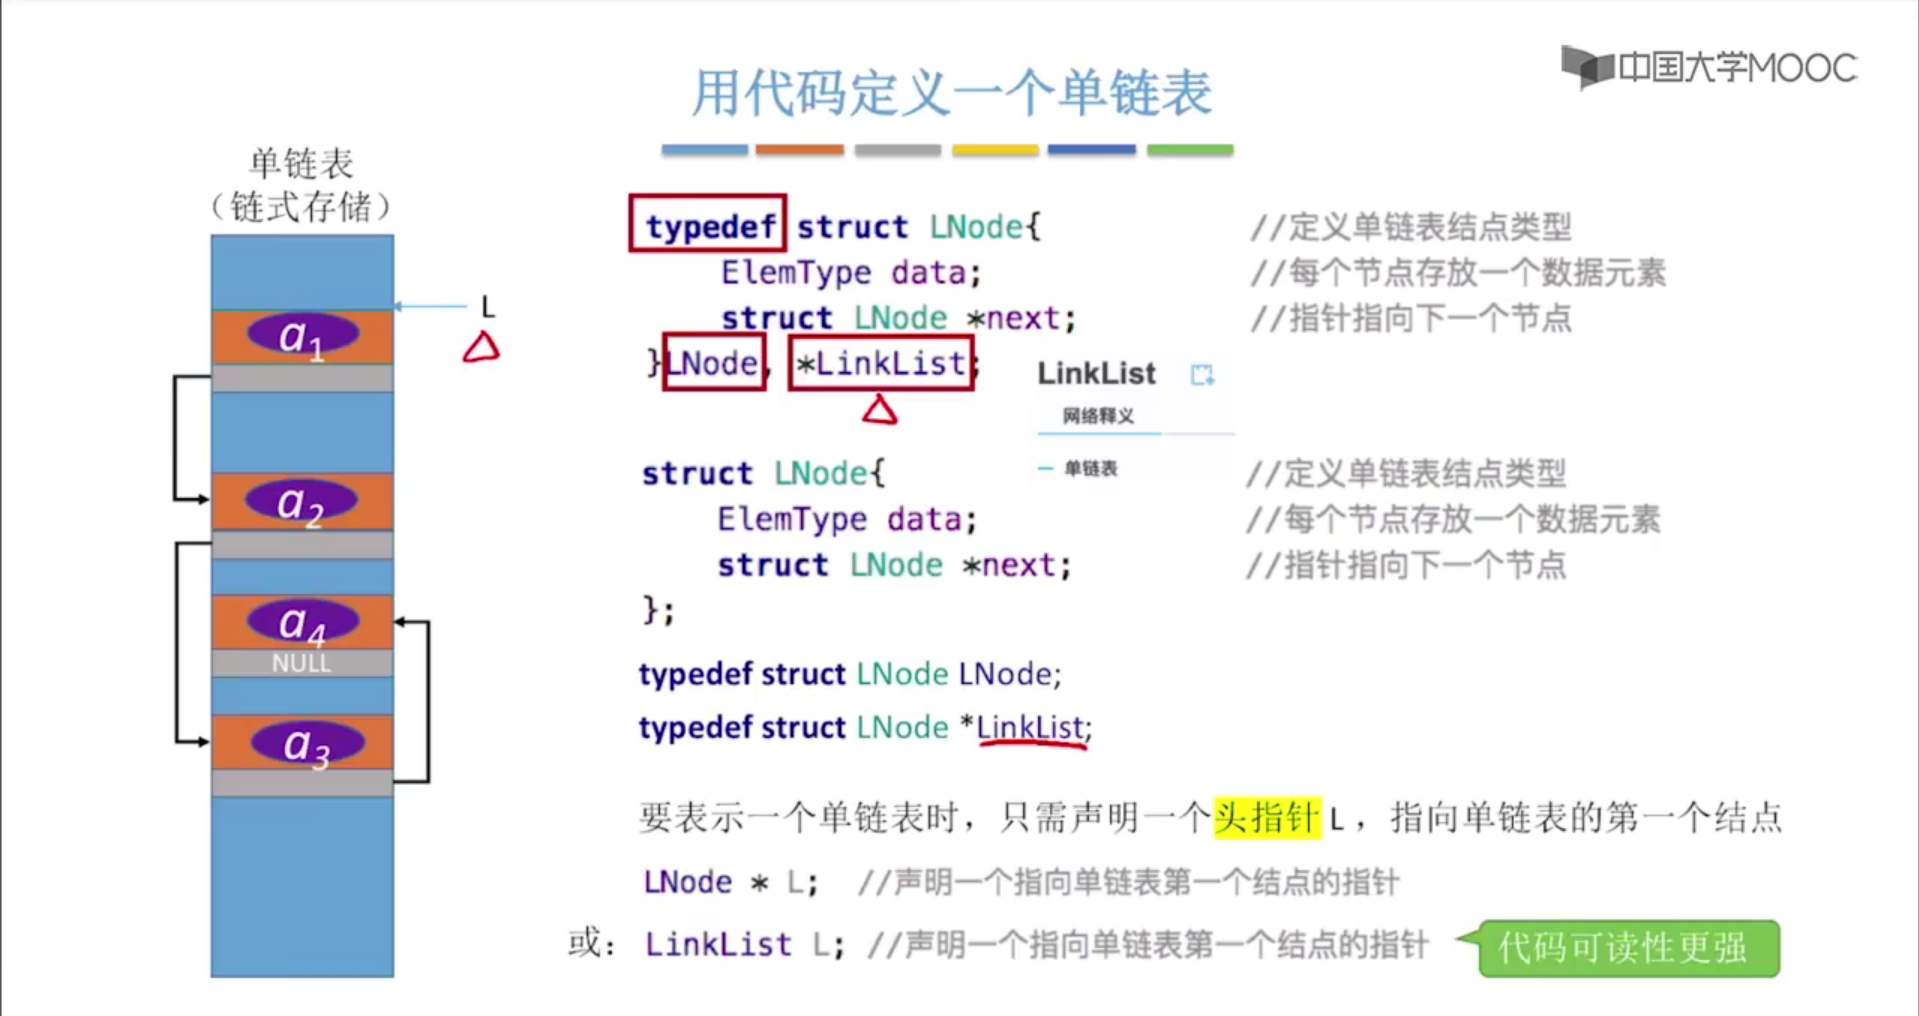 中国大学MOOC
用代码定义一个单链表
单链表
（链式存储）
L
a1
a2
a4
NULL
a3
typedef struct LNode{ //定义单链表结点类型
ElemType data; //每个节点存放一个数据元素
struct LNode *next; //指针指向下一个节点
}LNode, *LinkList;
LinkList
网络释义
单链表
struct LNode{ //定义单链表结点类型
ElemType data; //每个节点存放一个数据元素
struct LNode *next; //指针指向下一个节点
};
typedef struct LNode LNode;
typedef struct LNode *LinkList;
要表示一个单链表时，只需声明一个头指针 L，指向单链表的第一个结点
LNode * L; //声明一个指向单链表第一个结点的指针
或： LinkList L; //声明一个指向单链表第一个结点的指针
代码可读性更强